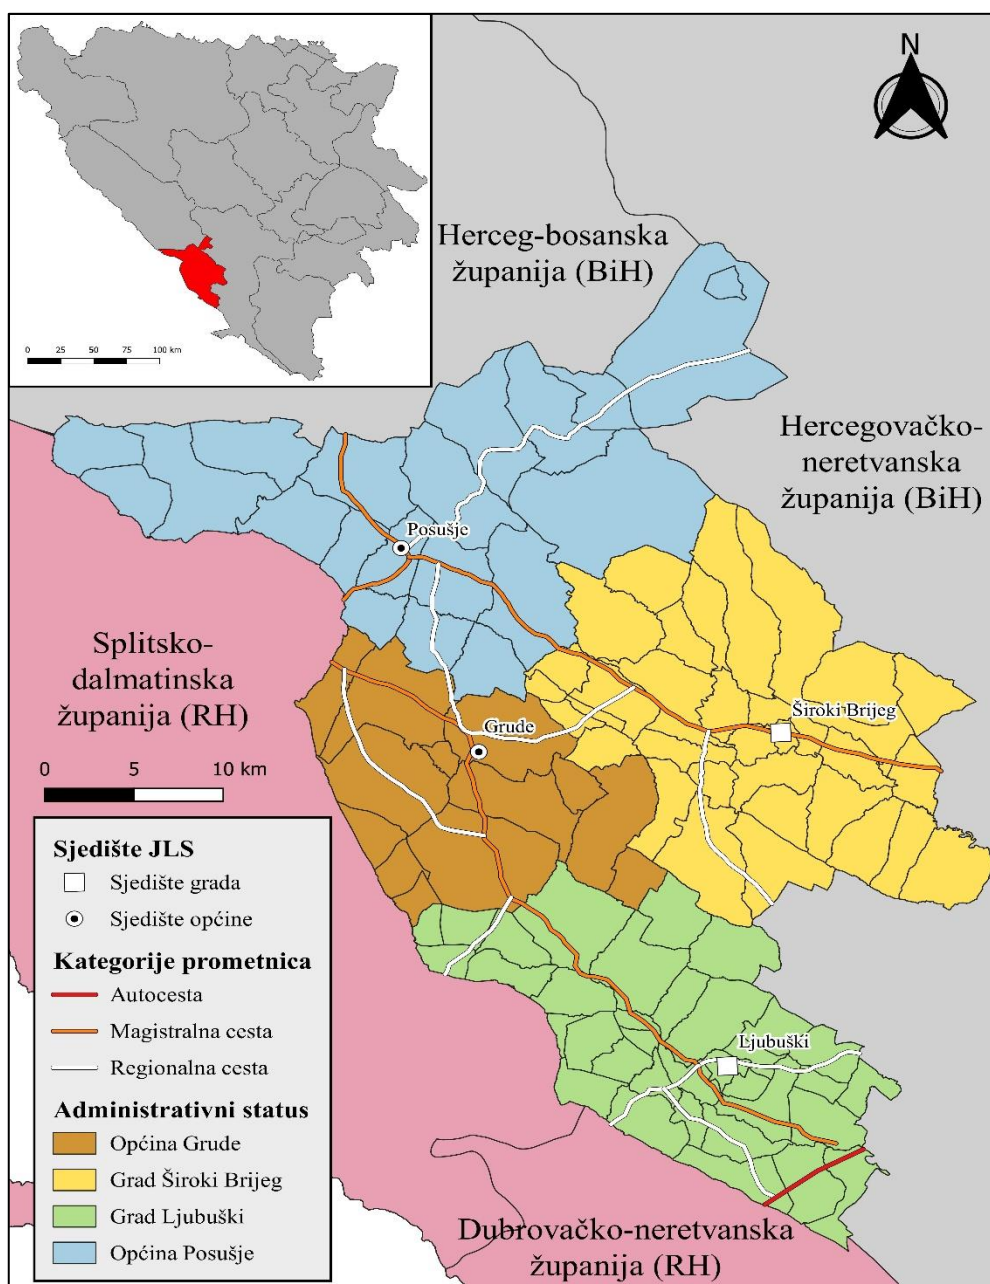 N
0 25 50 75 100 km
Herceg-bosanska
županija (BiH)
Hercegovačko-
neretvanska
županija (BiH)
Posušje
Splitsko-
dalmatinska
županija (RH)
Široki Brijeg
Grude
0 5 10 km
Sjedište JLS
Sjedište grada
Sjedište općine
Kategorije prometnica
Autocesta
Magistralna cesta
Regionalna cesta
Ljubuški
Administrativni status
Općina Grude
Grad Široki Brijeg
Grad Ljubuški
Općina Posušje
Dubrovačko-neretvanska
županija (RH)